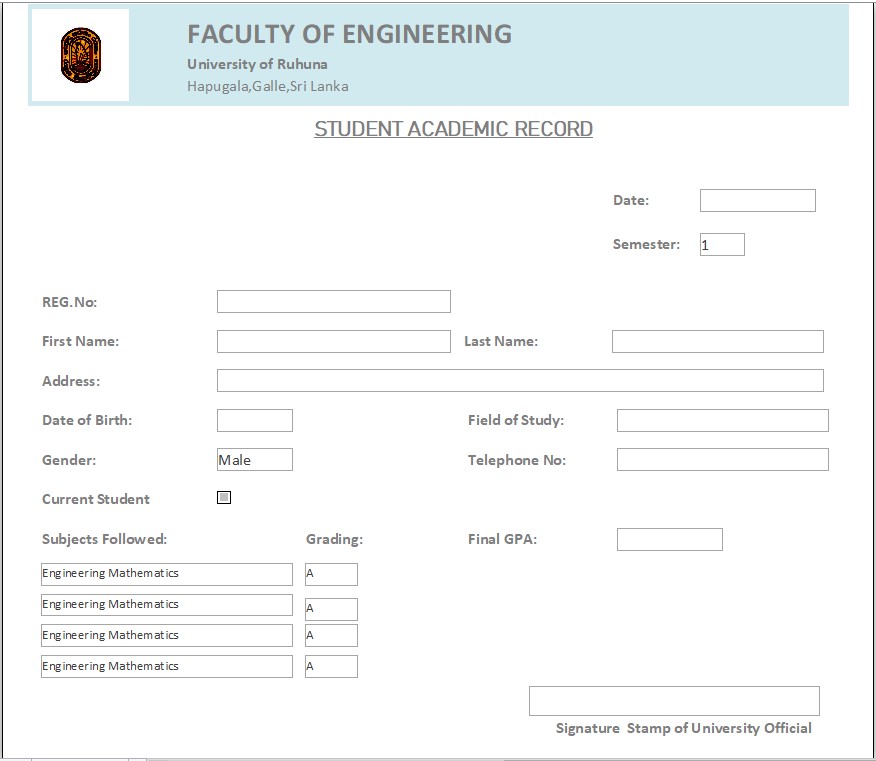 FACULTY OF ENGINEERING
University of Ruhuna
Hapugala,Galle,Sri Lanka
STUDENT ACADEMIC RECORD
Date:
Semester: 1
REG.No:
First Name: Last Name:
Address:
Date of Birth: Field of Study:
Gender: Male Telephone No:
Current Student
Subjects Followed: Grading: Final GPA:
Engineering Mathematics A
Engineering Mathematics A
Engineering Mathematics A
Engineering Mathematics A
Signature Stamp of University Official